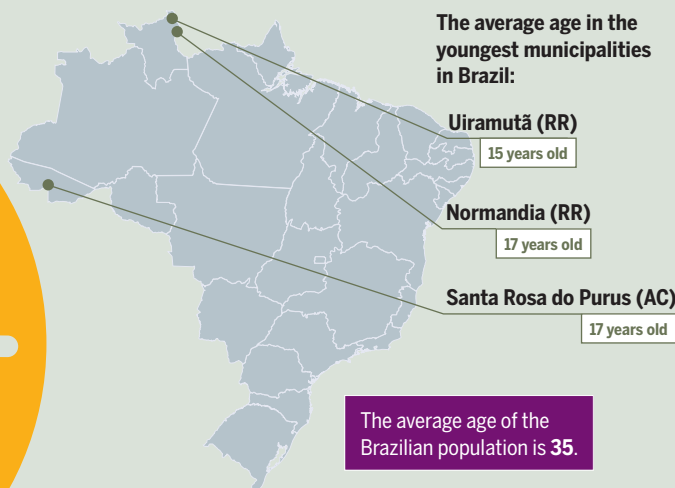 The average age in the
youngest municipalities
in Brazil:
Uiramutã (RR)
15 years old
Normandia (RR)
17 years old
Santa Rosa do Purus (AC)
17 years old
The average age of the
Brazilian population is 35.